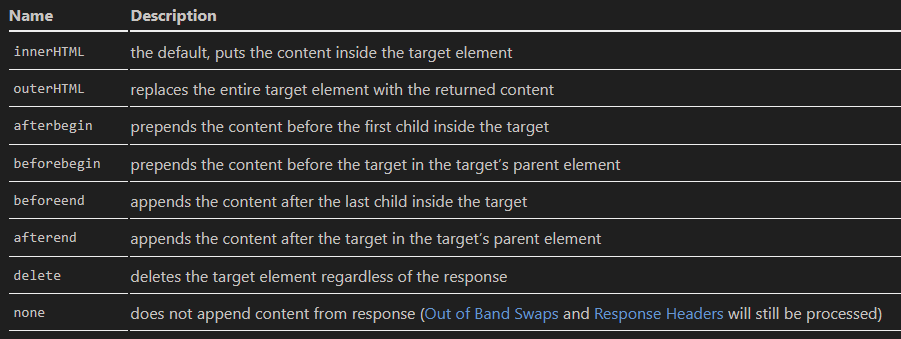 Name Description
innerHTML the default, puts the content inside the target element
outerHTML replaces the entire target element with the returned content
afterbegin prepends the content before the first child inside the target
beforebegin prepends the content before the target in the target’s parent element
beforeend appends the content after the last child inside the target
afterend appends the content after the target in the target’s parent element
delete deletes the target element regardless of the response
none does not append content from response (Out of Band Swaps and Response Headers will still be processed)